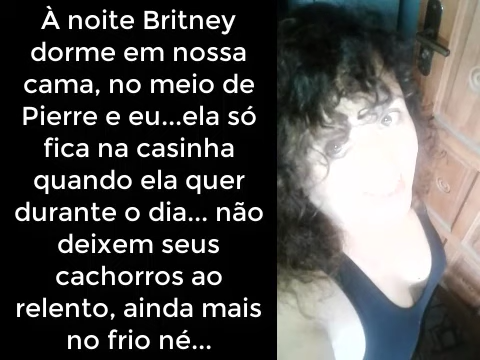 À noite Britney
dorme em nossa
cama, no meio de
Pierre e eu...ela só
fica na casinha
quando ela quer
durante o dia... não
deixem seus
cachorros ao
relento, ainda mais
no frio né...